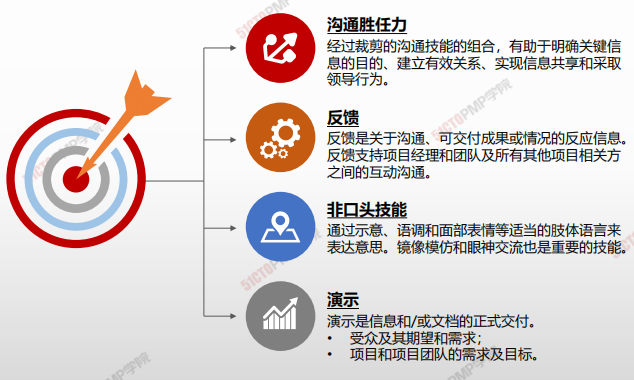 沟通胜任力
经过裁剪的沟通技能的组合，有助于明确关键信
息的目的、建立有效关系、实现信息共享和采取
领导行为。
反馈
反馈是关于沟通、可交付成果或情况的反应信息。
反馈支持项目经理和团队及所有其他项目相关方
之间的互动沟通。
非口头技能
通过示意、语调和面部表情等适当的肢体语言来
表达意思。镜像模仿和眼神交流也是重要的技能。
演示
演示是信息和/或文档的正式交付。
• 受众及其期望和需求；
• 项目和项目团队的需求及目标。
51CTOPMP学院
51CTOPMP学院
51CTOPMP学院
51CTOPMP学院
51CTOPMP学院